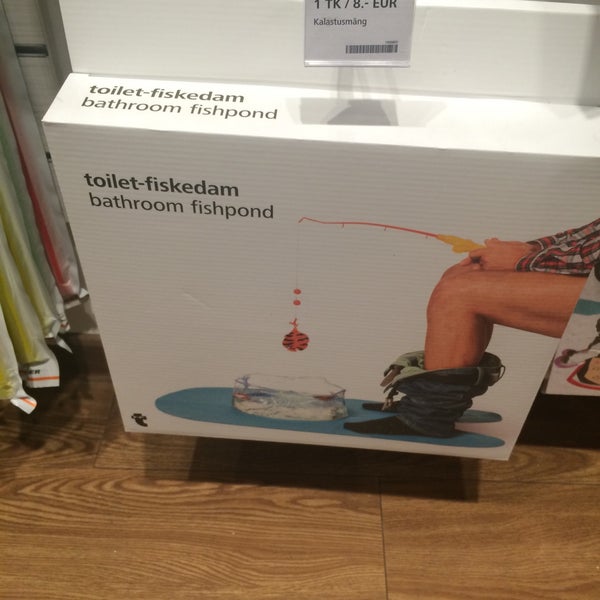 1 TK / 8.- EUR
Kalastusmäng
toilet-fiskedam
bathroom fishpond
toilet-fiskedam
bathroom fishpond